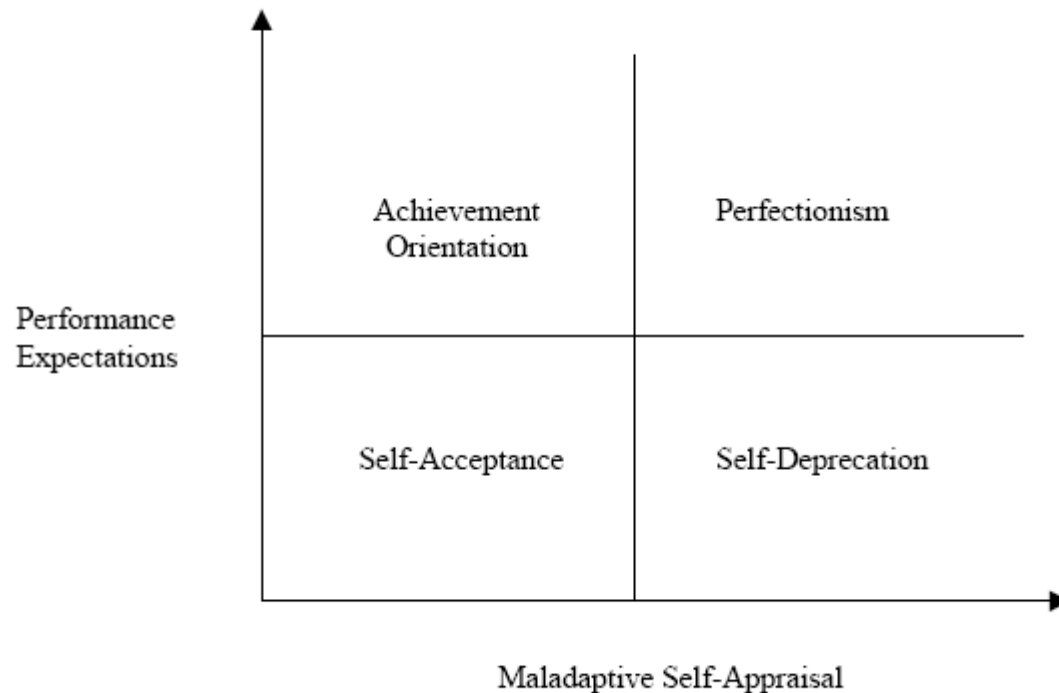 Achievement
Orientation
Perfectionism
Performance
Expectations
Self-Acceptance
Self-Deprecation
Maladaptive Self-Appraisal